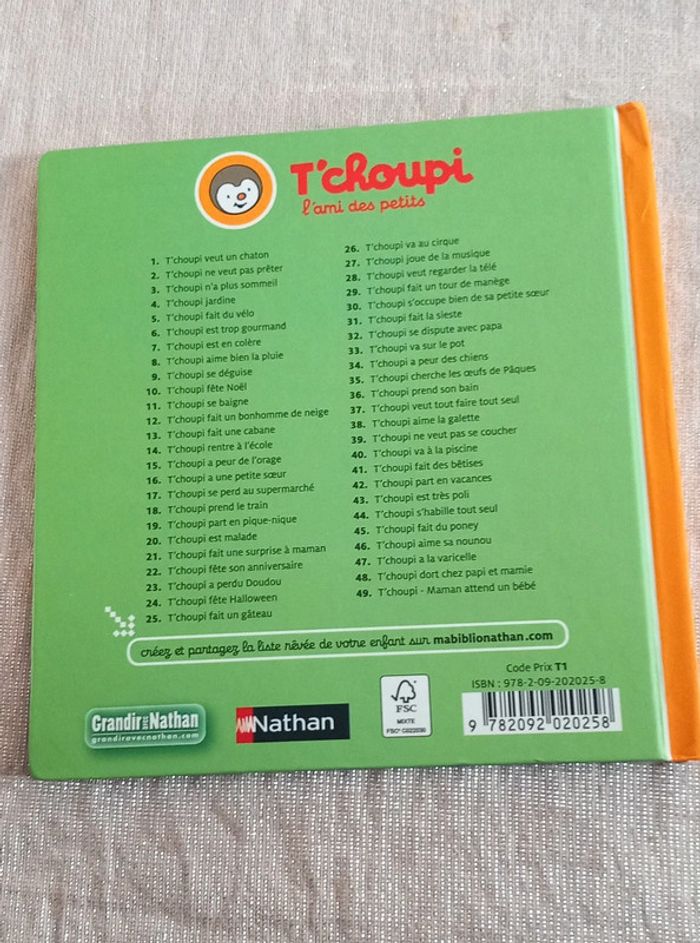 T'choupi
l'ami des petits
1. T'choupi veut un chaton
2. T'choupi ne veut pas prêter
3. T'choupi n'a plus sommeil
4. T'choupi jardine
5. T'choupi fait du vélo
6. T'choupi est trop gourmand
7. T'choupi est en colère
8. T'choupi aime bien la pluie
9. T'choupi se déguise
10. T'choupi fête Noël
11. T'choupi se baigne
12. T'choupi fait un bonhomme de neige
13. T'choupi fait une cabane
14. T'choupi rentre à l'école
15. T'choupi a peur de l'orage
16. T'choupi a une petite sœur
17. T'choupi se perd au supermarché
18. T'choupi prend le train
19. T'choupi part en pique-nique
20. T'choupi est malade
21. T'choupi fait une surprise à maman
22. T'choupi fête son anniversaire
23. T'choupi a perdu Doudou
24. T'choupi fête Halloween
25. T'choupi fait un gâteau
26. T'choupi va au cirque
27. T'choupi joue de la musique
28. T'choupi veut regarder la télé
29. T'choupi fait un tour de manège
30. T'choupi s'occupe bien de sa petite sœur
31. T'choupi fait la sieste
32. T'choupi se dispute avec papa
33. T'choupi va sur le pot
34. T'choupi a peur des chiens
35. T'choupi cherche les œufs de Pâques
36. T'choupi prend son bain
37. T'choupi veut tout faire tout seul
38. T'choupi aime la galette
39. T'choupi ne veut pas se coucher
40. T'choupi va à la piscine
41. T'choupi fait des bêtises
42. T'choupi part en vacances
43. T'choupi est très poli
44. T'choupi s'habille tout seul
45. T'choupi fait du poney
46. T'choupi aime sa nounou
47. T'choupi a la varicelle
48. T'choupi dort chez papi et mamie
49. T'choupi - Maman attend un bébé
créez et partagez la liste rêvée de votre enfant sur mabiblionathan.com
Code Prix T1
ISBN : 978-2-09-202025-8
9 782092 020258
Grandir avec Nathan
grandiravecnathan.com
Nathan
FSC
MIXTE
FSC® C022030